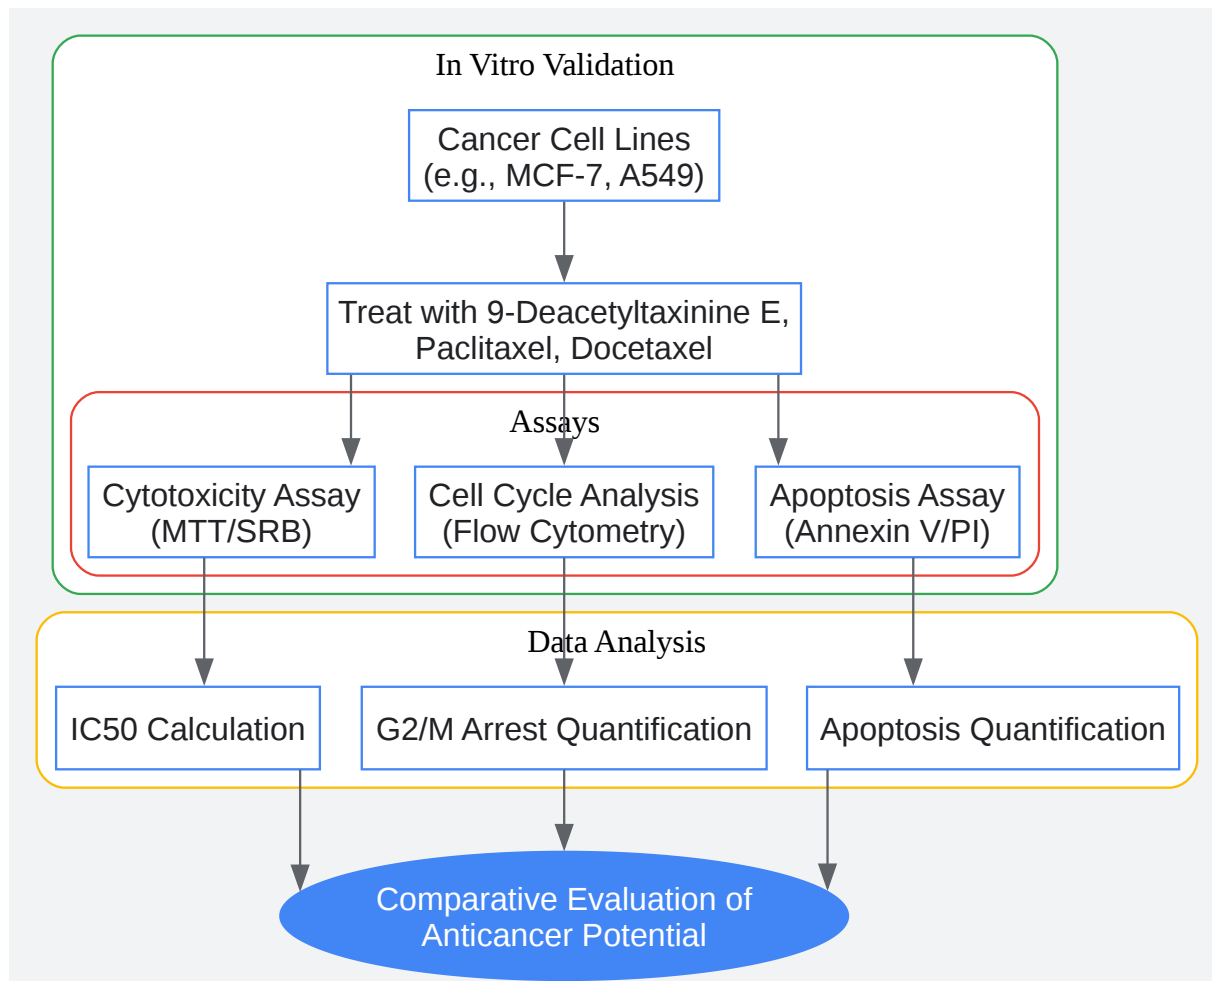 In Vitro Validation
Cancer Cell Lines
(e.g., MCF-7, A549)
Treat with 9-Deacetyltaxinine E,
Paclitaxel, Docetaxel
Assays
Cytotoxicity Assay
(MTT/SRB)
Cell Cycle Analysis
(Flow Cytometry)
Apoptosis Assay
(Annexin V/PI)
Data Analysis
IC50 Calculation
G2/M Arrest Quantification
Apoptosis Quantification
Comparative Evaluation of
Anticancer Potential